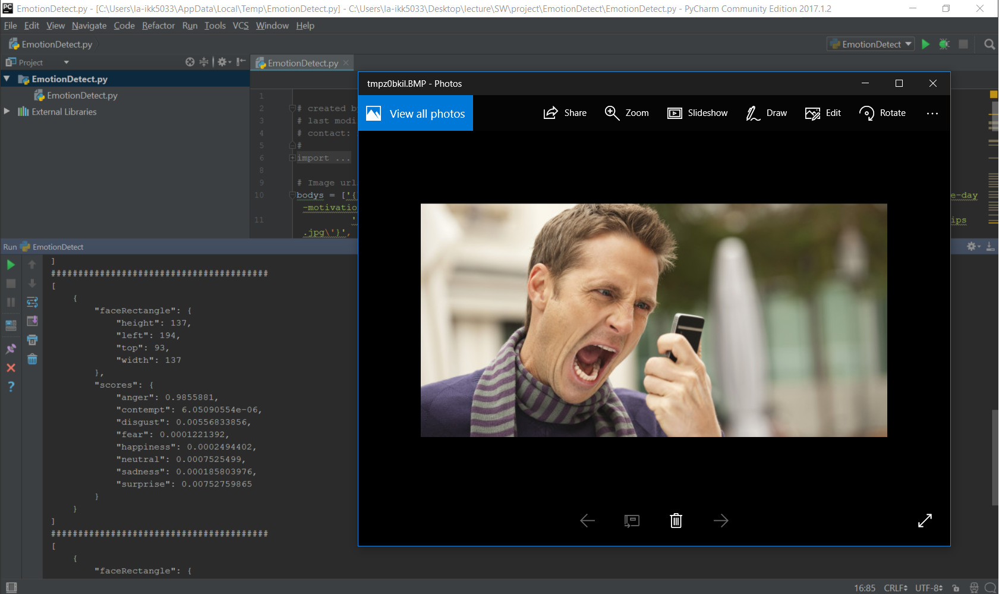 PC EmotionDetect.py - [C:\Users\la-ikk5033\AppData\Local\Temp\EmotionDetect.py] - C:\Users\la-ikk5033\Desktop\lecture\SW\project\EmotionDetect\EmotionDetect.py - PyCharm Community Edition 2017.1.2
File Edit View Navigate Code Refactor Run Tools VCS Window Help
EmotionDetect.py
EmotionDetect
Project
EmotionDetect.py
EmotionDetect.py
EmotionDetect.py
External Libraries
1
2 # created b
3 # last modi
4 # contact:
5 #
6 import ...
8
9 # Image url
10 bodys = ['{ e-day
-motivatio
11 ' ips
.jpg\'}',
tmpz0bkil.BMP - Photos
View all photos Share Zoom Slideshow Draw Edit Rotate ...
Run EmotionDetect
]
########################################
[
{
"faceRectangle": {
"height": 137,
"left": 194,
"top": 93,
"width": 137
},
"scores": {
"anger": 0.9855881,
"contempt": 6.05090554e-06,
"disgust": 0.00556833856,
"fear": 0.0001221392,
"happiness": 0.0002494402,
"neutral": 0.0007525499,
"sadness": 0.000185803976,
"surprise": 0.00752759865
}
}
]
########################################
[
{
"faceRectangle": {
16:85 CRLF UTF-8